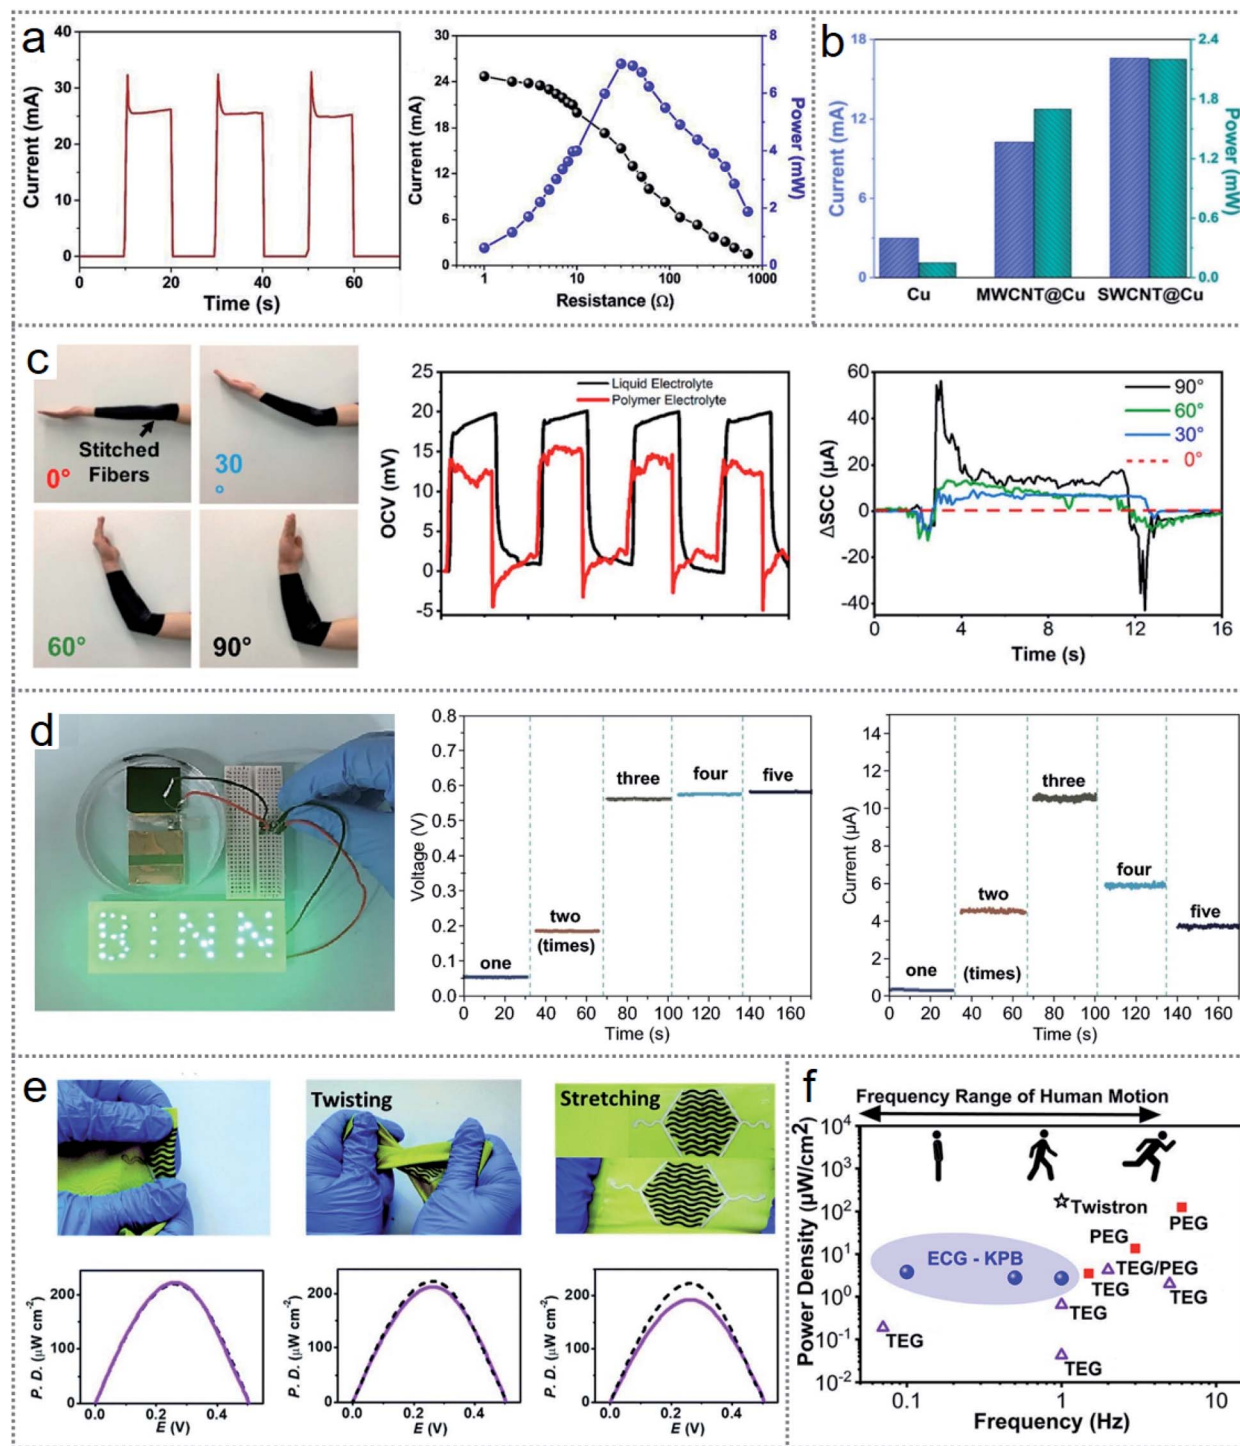 a
40
30
20
10
0
Current (mA)
0
20
40
60
Time (s)
30
24
18
12
6
0
Current (mA)
8
6
4
2
0
Power (mW)
1
10
100
1000
Resistance (Ω)
b
18
12
6
0
Current (mA)
2.4
1.8
1.2
0.6
0.0
Power (mW)
Cu
MWCNT@Cu
SWCNT@Cu
c
Stitched
Fibers
0°
30
°
60°
90°
25
20
15
10
5
0
-5
OCV (mV)
Liquid Electrolyte
Polymer Electrolyte
60
40
20
0
-20
-40
ΔSCC (µA)
90°
60°
30°
0°
0
4
8
12
16
Time (s)
d
BINN
0.8
0.7
0.6
0.5
0.4
0.3
0.2
0.1
0.0
Voltage (V)
one
two
(times)
three
four
five
0 20 40 60 80 100 120 140 160
Time (s)
14
12
10
8
6
4
2
0
Current (µA)
one
two
(times)
three
four
five
0 20 40 60 80 100 120 140 160
Time (s)
e
Twisting
Stretching
200
100
0
P. D. (µW cm⁻²)
0.0 0.2 0.4
E (V)
200
100
0
P. D. (µW cm⁻²)
0.0 0.2 0.4
E (V)
200
100
0
P. D. (µW cm⁻²)
0.0 0.2 0.4
E (V)
f
Frequency Range of Human Motion
10⁴
10³
10²
10¹
10⁰
10⁻¹
10⁻²
Power Density (µW/cm²)
Twistron
PEG
PEG
ECG - KPB
TEG/PEG
TEG
TEG
TEG
TEG
TEG
0.1
1
10
Frequency (Hz)